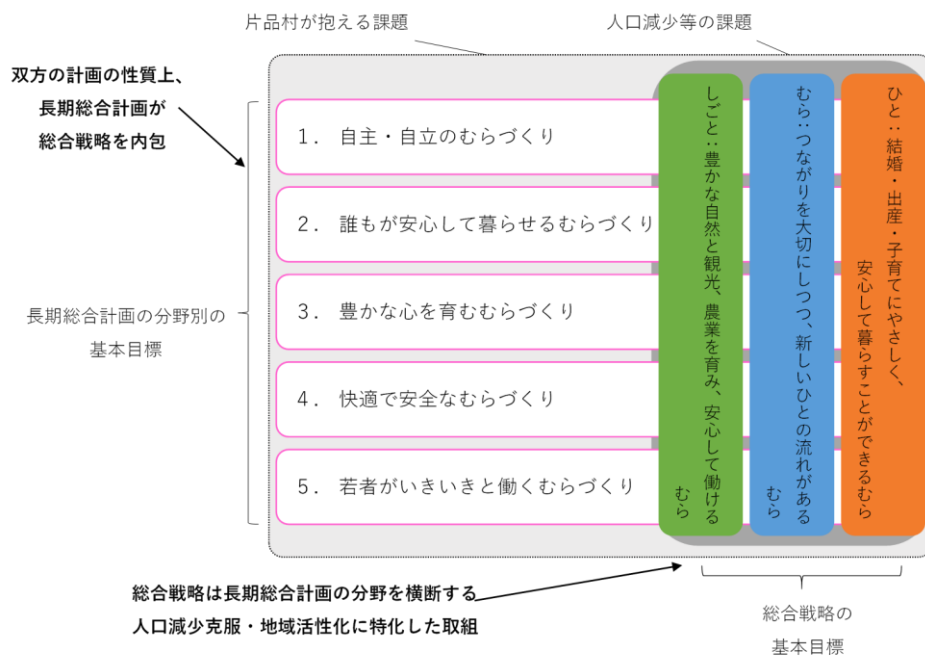 片品村が抱える課題
人口減少等の課題
双方の計画の性質上、
長期総合計画が
総合戦略を内包
長期総合計画の分野別の
基本目標
1． 自主・自立のむらづくり
2． 誰もが安心して暮らせるむらづくり
3． 豊かな心を育むむらづくり
4． 快適で安全なむらづくり
5． 若者がいきいきと働くむらづくり
ひと：結婚・出産・子育てにやさしく、
安心して暮らすことができるむら
むら：つながりを大切にしつつ、新しいひとの流れがある
むら
しごと：豊かな自然と観光、農業を育み、安心して働ける
むら
総合戦略は長期総合計画の分野を横断する
人口減少克服・地域活性化に特化した取組
総合戦略の
基本目標